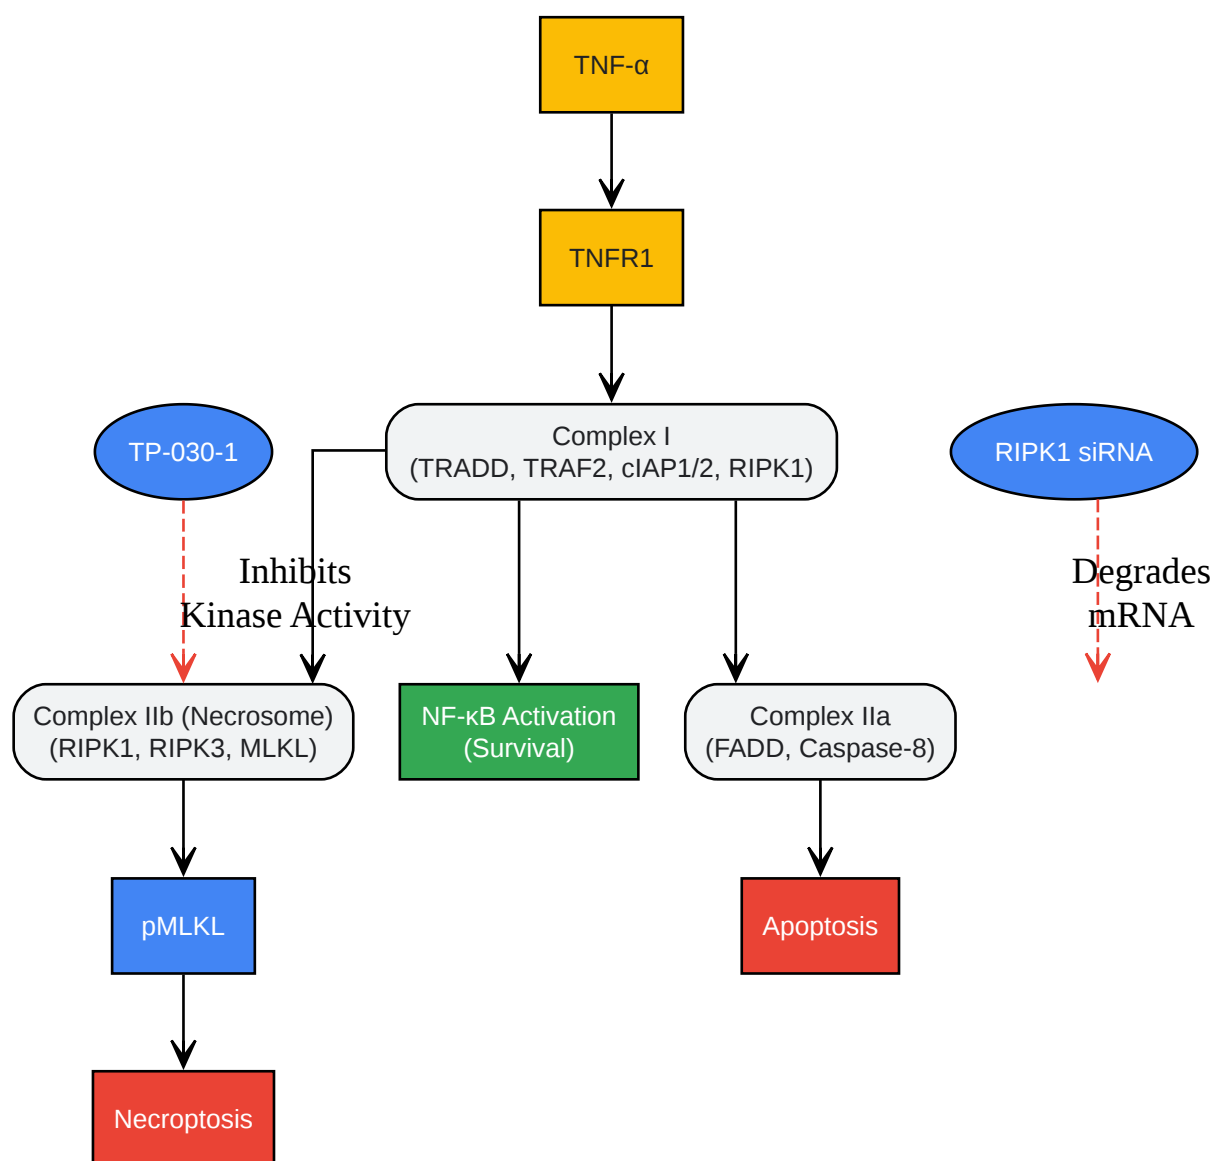 TNF-α
TNFR1
Complex I
(TRADD, TRAF2, cIAP1/2, RIPK1)
TP-030-1
RIPK1 siRNA
Inhibits
Kinase Activity
Degrades
mRNA
Complex IIb (Necrosome)
(RIPK1, RIPK3, MLKL)
NF-κB Activation
(Survival)
Complex IIa
(FADD, Caspase-8)
pMLKL
Apoptosis
Necroptosis